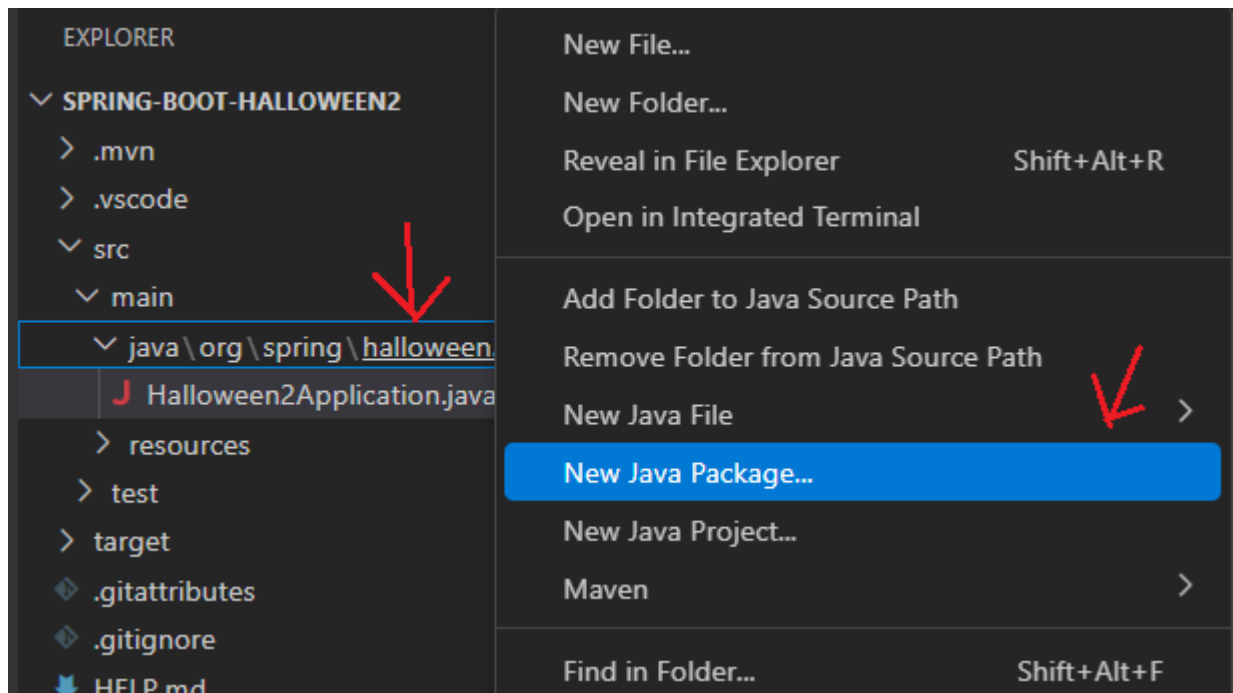 EXPLORER
SPRING-BOOT-HALLOWEEN2
.mvn
.vscode
src
main
java\org\spring\halloween.
Halloween2Application.java
resources
test
target
.gitattributes
.gitignore
HELP.md
New File...
New Folder...
Reveal in File Explorer Shift+Alt+R
Open in Integrated Terminal
Add Folder to Java Source Path
Remove Folder from Java Source Path
New Java File
New Java Package...
New Java Project...
Maven
Find in Folder... Shift+Alt+F